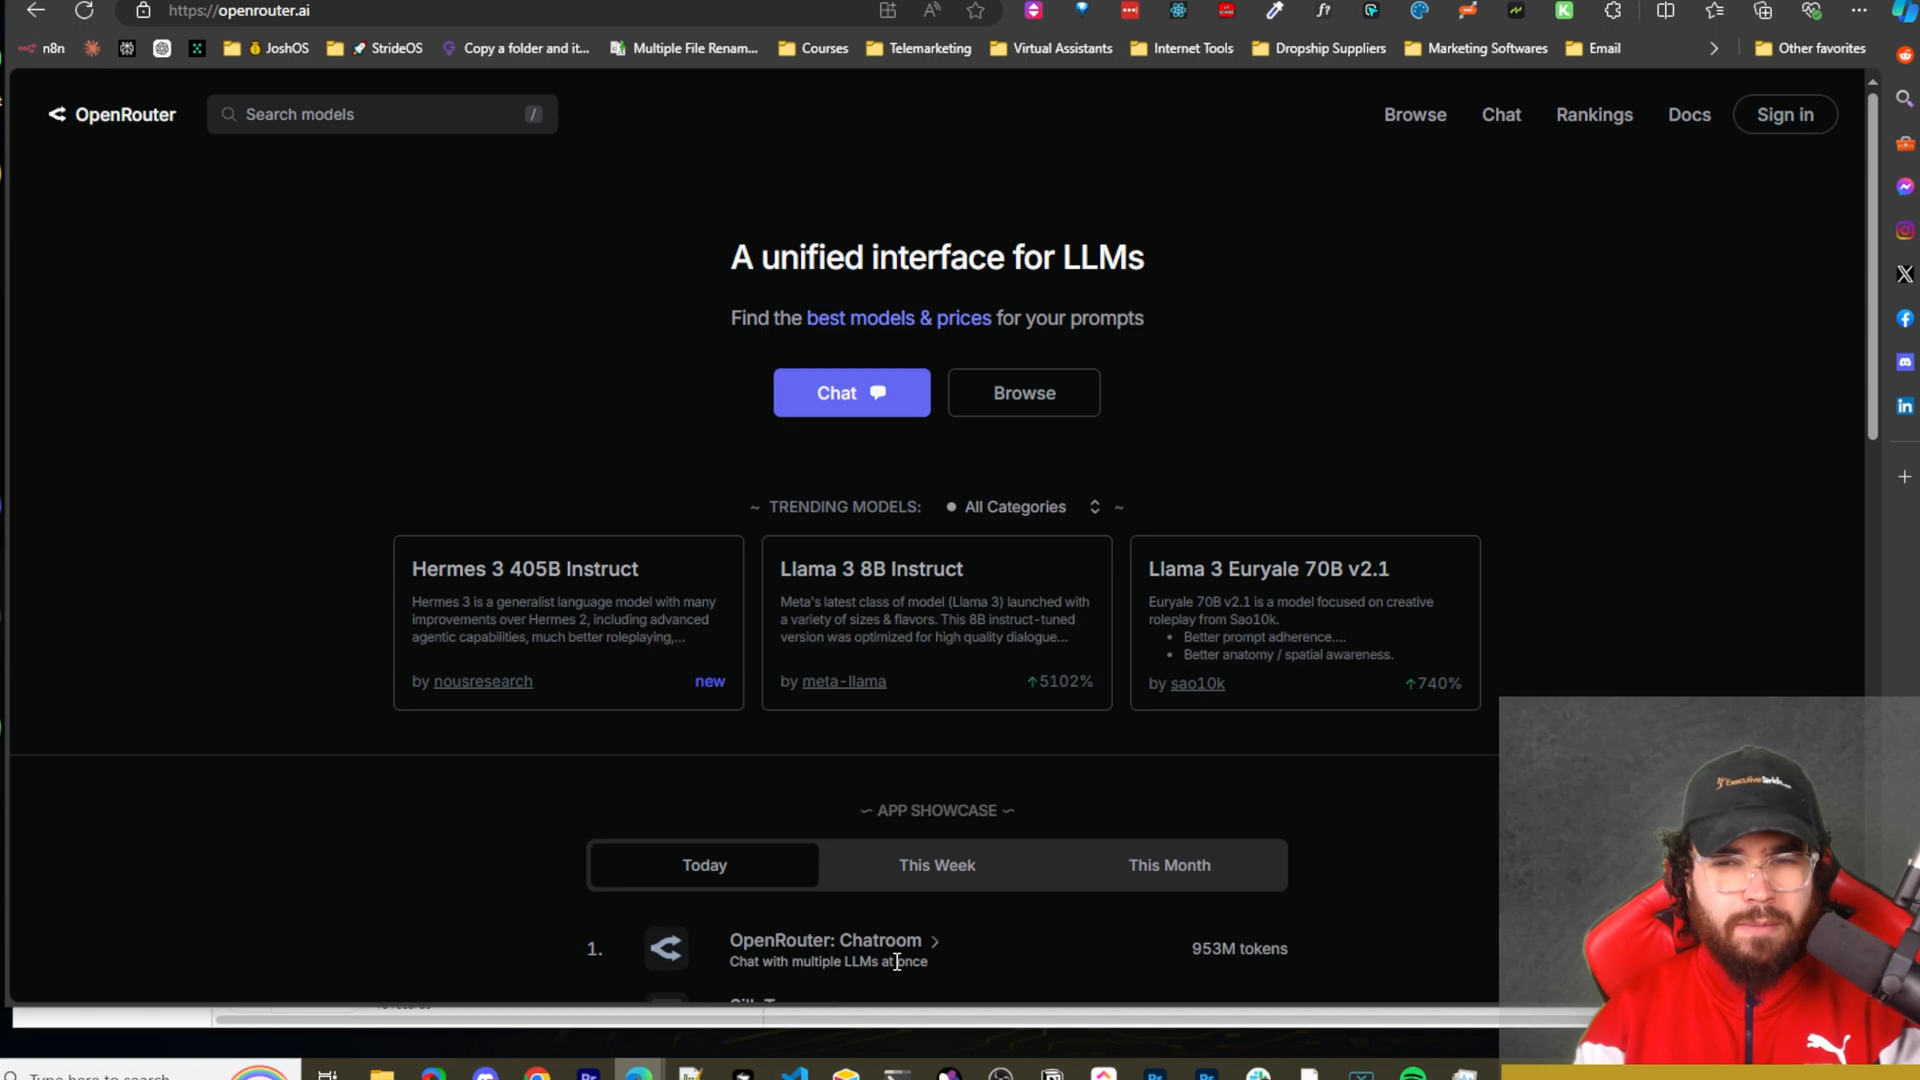 https://openrouter.ai
n8n
JoshOS
StrideOS
Copy a folder and it...
Multiple File Renam...
Courses
Telemarketing
Virtual Assistants
Internet Tools
Dropship Suppliers
Marketing Softwares
Email
Other favorites
OpenRouter
Search models
/
Browse
Chat
Rankings
Docs
Sign in
A unified interface for LLMs
Find the best models & prices for your prompts
Chat
Browse
~ TRENDING MODELS: All Categories ~
Hermes 3 405B Instruct
Hermes 3 is a generalist language model with many
improvements over Hermes 2, including advanced
agentic capabilities, much better roleplaying,...
by nousresearch
new
Llama 3 8B Instruct
Meta's latest class of model (Llama 3) launched with
a variety of sizes & flavors. This 8B instruct-tuned
version was optimized for high quality dialogue...
by meta-llama
↑5102%
Llama 3 Euryale 70B v2.1
Euryale 70B v2.1 is a model focused on creative
roleplay from Sao10k.
• Better prompt adherence....
• Better anatomy / spatial awareness.
by sao10k
↑740%
APP SHOWCASE
Today
This Week
This Month
1.
OpenRouter: Chatroom
Chat with multiple LLMs at once
953M tokens
Type here to search